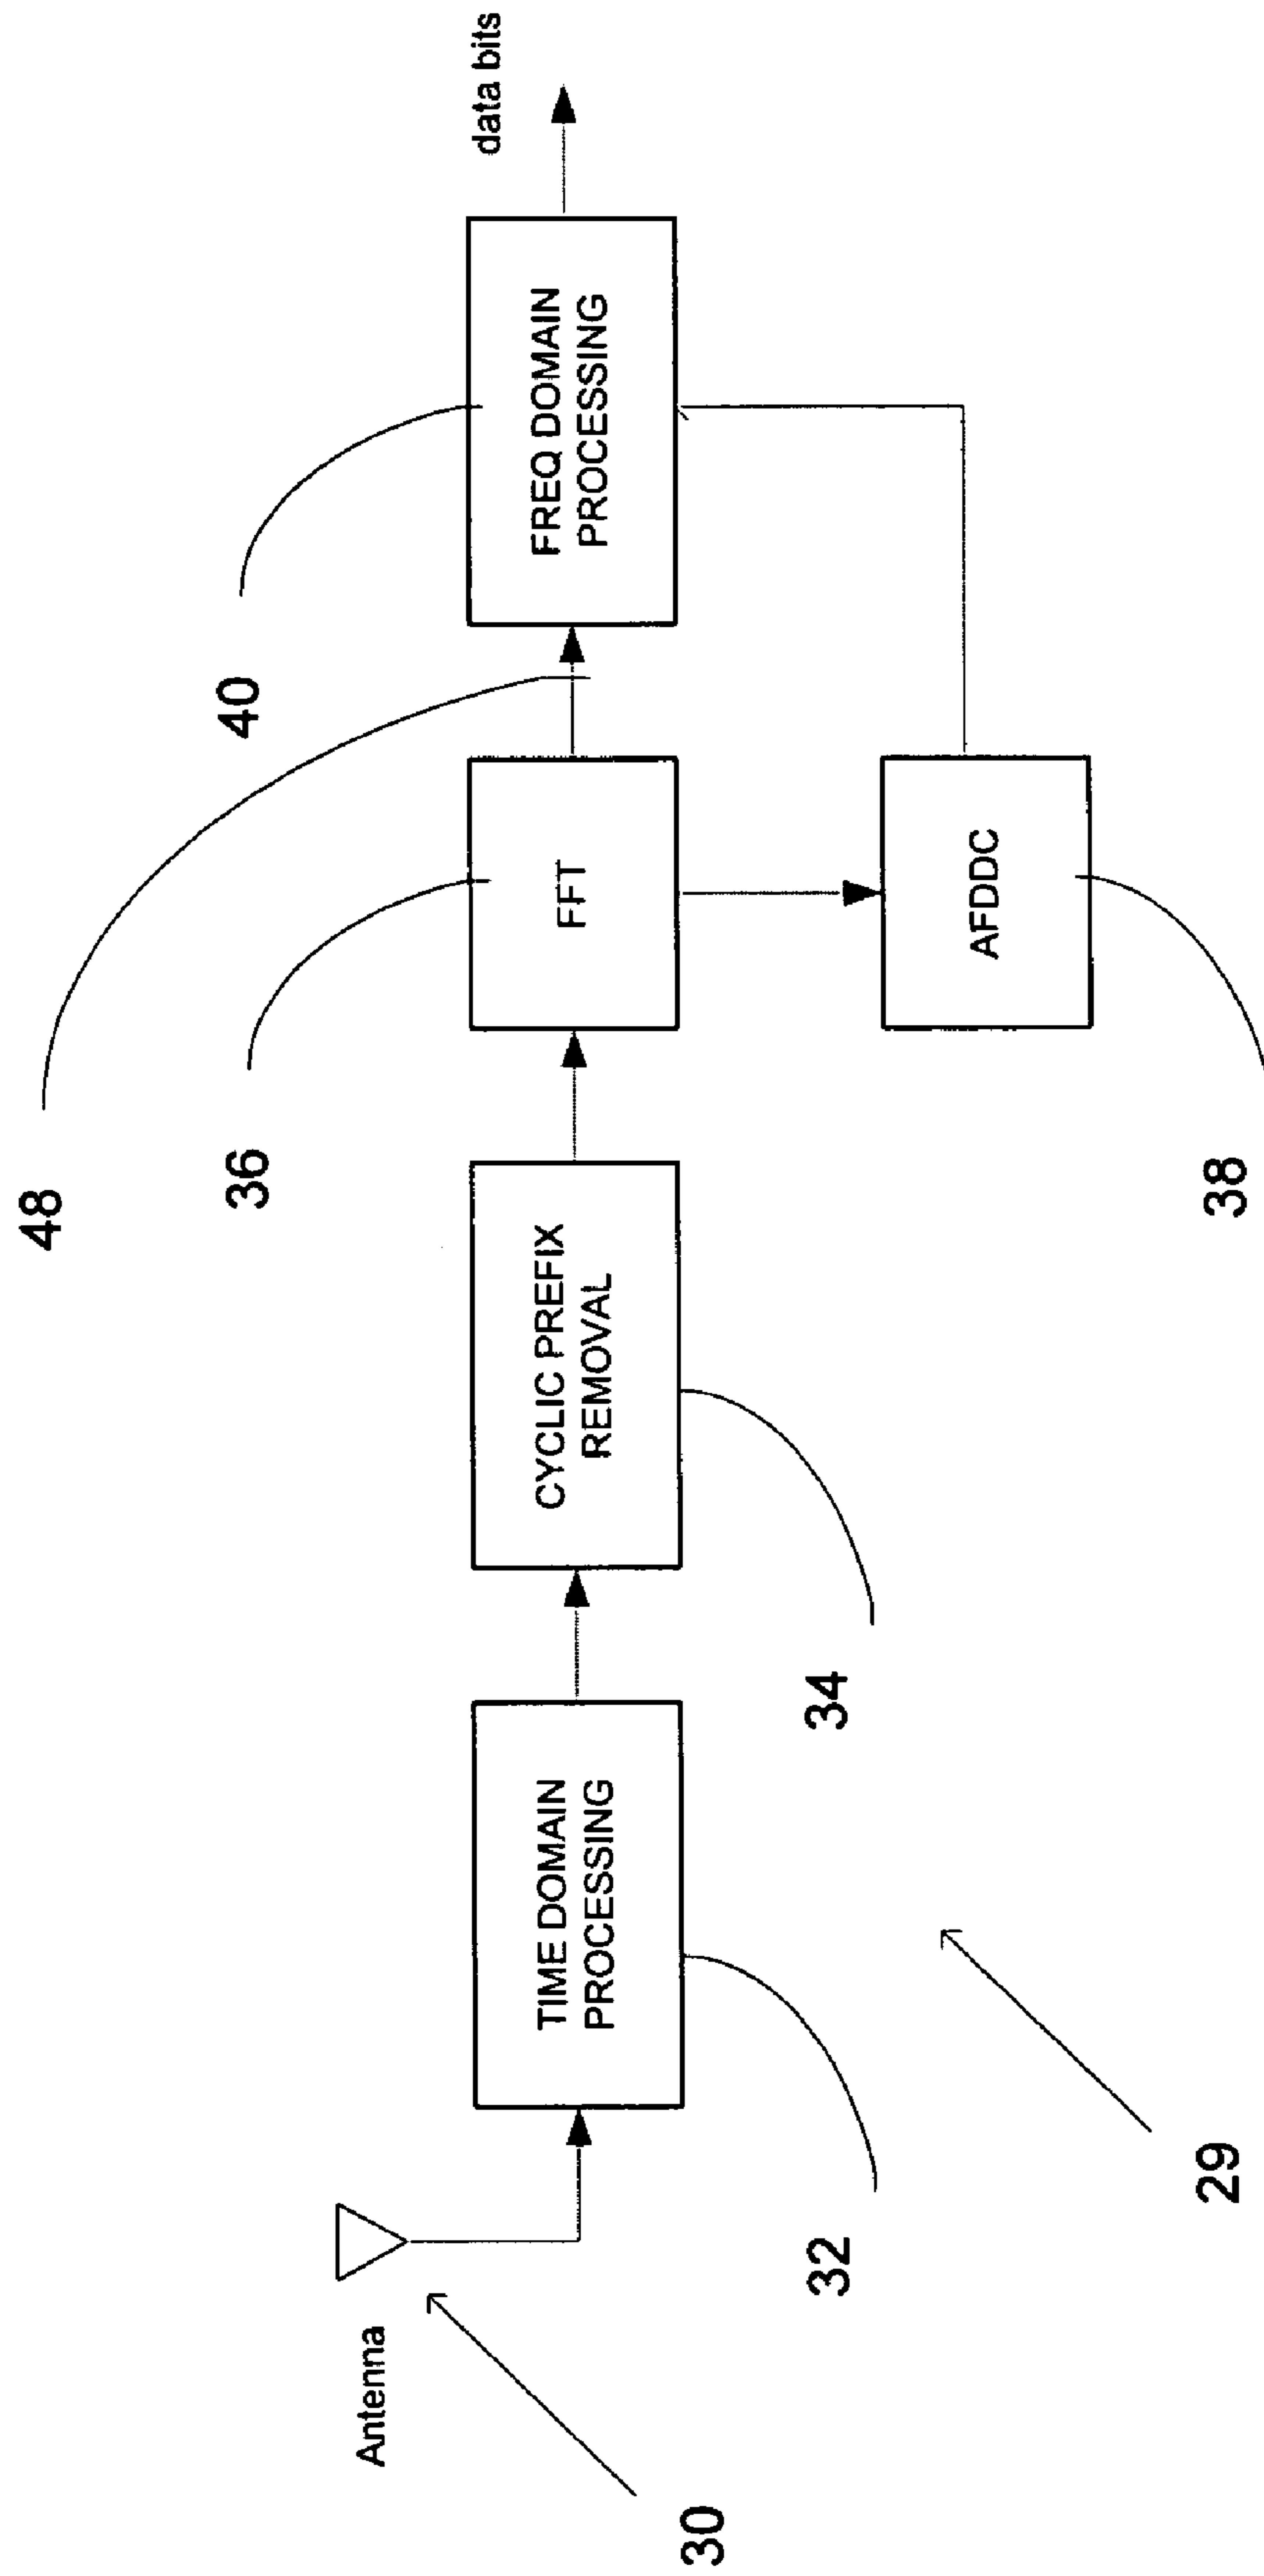 48
40
36
data bits
FREQ DOMAIN
PROCESSING
FFT
CYCLIC PREFIX
REMOVAL
TIME DOMAIN
PROCESSING
Antenna
AFDDC
30
32
34
38
29